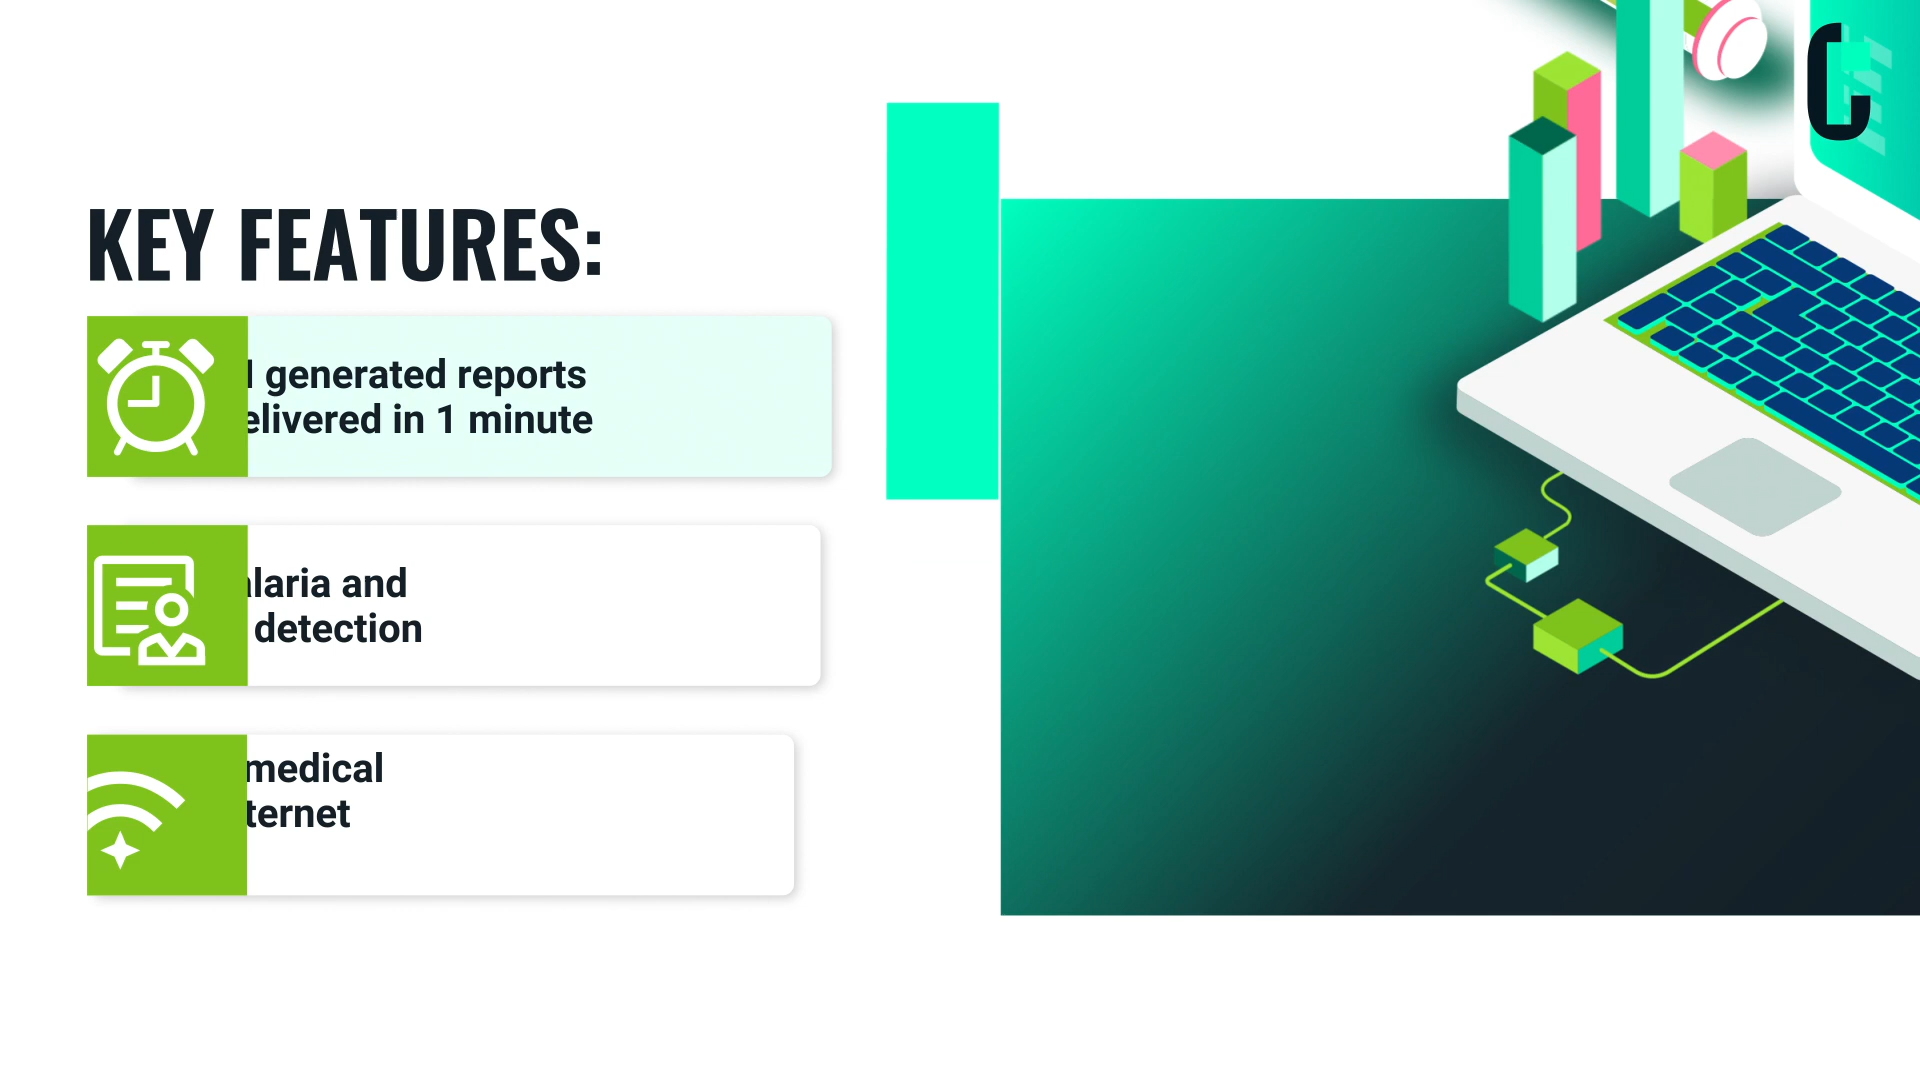 KEY FEATURES:
generated reports
elivered in 1 minute
laria and
detection
medical
ternet